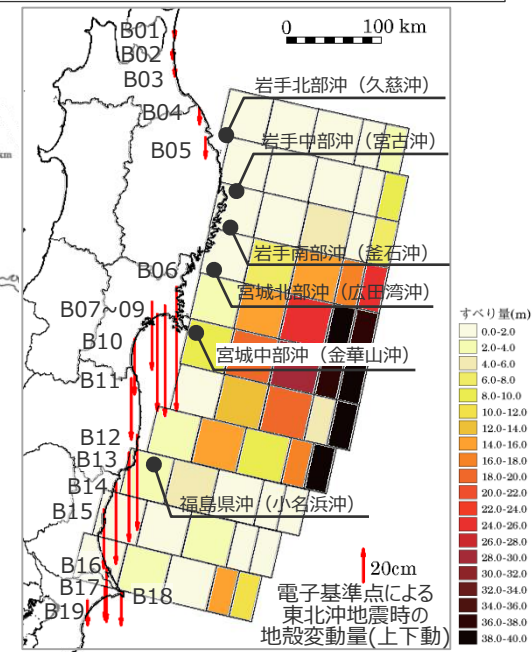 0 100 km
B01
B02
B03
岩手北部沖（久慈沖）
B04
岩手中部沖（宮古沖）
B05
km
岩手南部沖（釜石沖）
B06
宮城北部沖（広田湾沖）
B07~09
すべり量(m)
B10
0.0-2.0
宮城中部沖（金華山沖）
2.0-4.0
B11
4.0-6.0
6.0-8.0
8.0-10.0
10.0-12.0
12.0-14.0
B12
14.0-16.0
B13
16.0-18.0
B14
18.0-20.0
福島県沖（小名浜沖）
20.0-22.0
B15
22.0-24.0
24.0-26.0
26.0-28.0
B16
28.0-30.0
20cm
30.0-32.0
B17
B18
電子基準点による
32.0-34.0
B19
東北沖地震時の
34.0-36.0
地殻変動量(上下動)
36.0-38.0
38.0-40.0